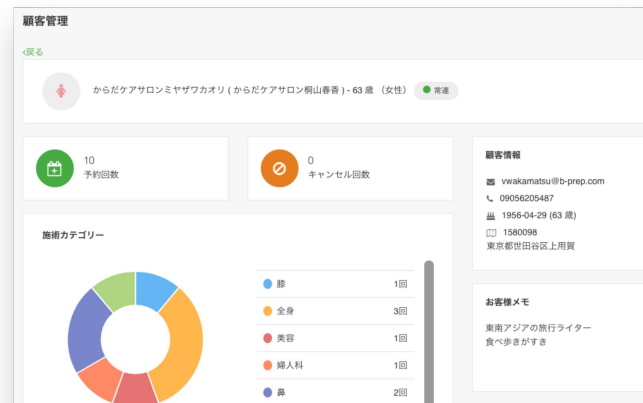 顧客管理
<戻る
からだケアサロンミヤザワカオリ ( からだケアサロン桐山春香 ) - 63 歳 （女性） 常連
10
予約回数
0
キャンセル回数
施術カテゴリー
膝 1回
全身 3回
美容 1回
婦人科 1回
鼻 2回
顧客情報
vwakamatsu@b-prep.com
09056205487
1956-04-29 (63 歳)
1580098
東京都世田谷区上用賀
お客様メモ
東南アジアの旅行ライター
食べ歩きがすき